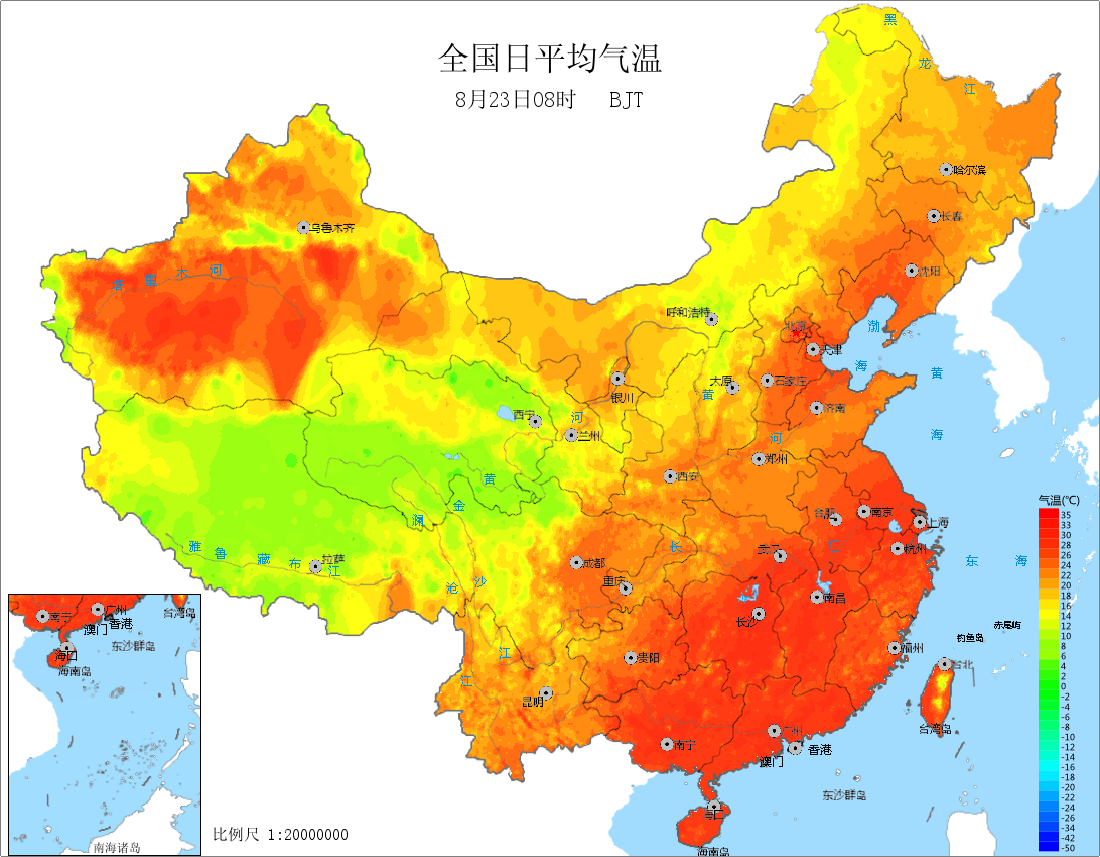 全国日平均气温
8月23日08时 BJT
黑
龙
江
哈尔滨
长春
沈阳
乌鲁木齐
塔
里
木
河
呼和浩特
北京
天津
渤
海
黄
海
太原
石家庄
济南
银川
黄
河
西宁
兰州
河
郑州
西安
黄
金
澜
合肥
南京
上海
杭州
东
海
雅
鲁
藏
布
江
拉萨
成都
重庆
长
江
武汉
沧
沙
南昌
长沙
贵阳
福州
江
江
昆明
钓鱼岛
赤尾屿
台北
台湾岛
南宁
广州
香港
澳门
东沙群岛
海口
海南岛
南宁
广州
香港
澳门
台湾岛
东沙群岛
海口
海南岛
南海诸岛
比例尺 1:20000000
气温(℃)
35
33
30
28
26
24
22
20
18
16
14
12
10
8
6
4
2
0
-2
-4
-6
-8
-10
-12
-14
-16
-18
-20
-22
-24
-26
-34
-42
-50